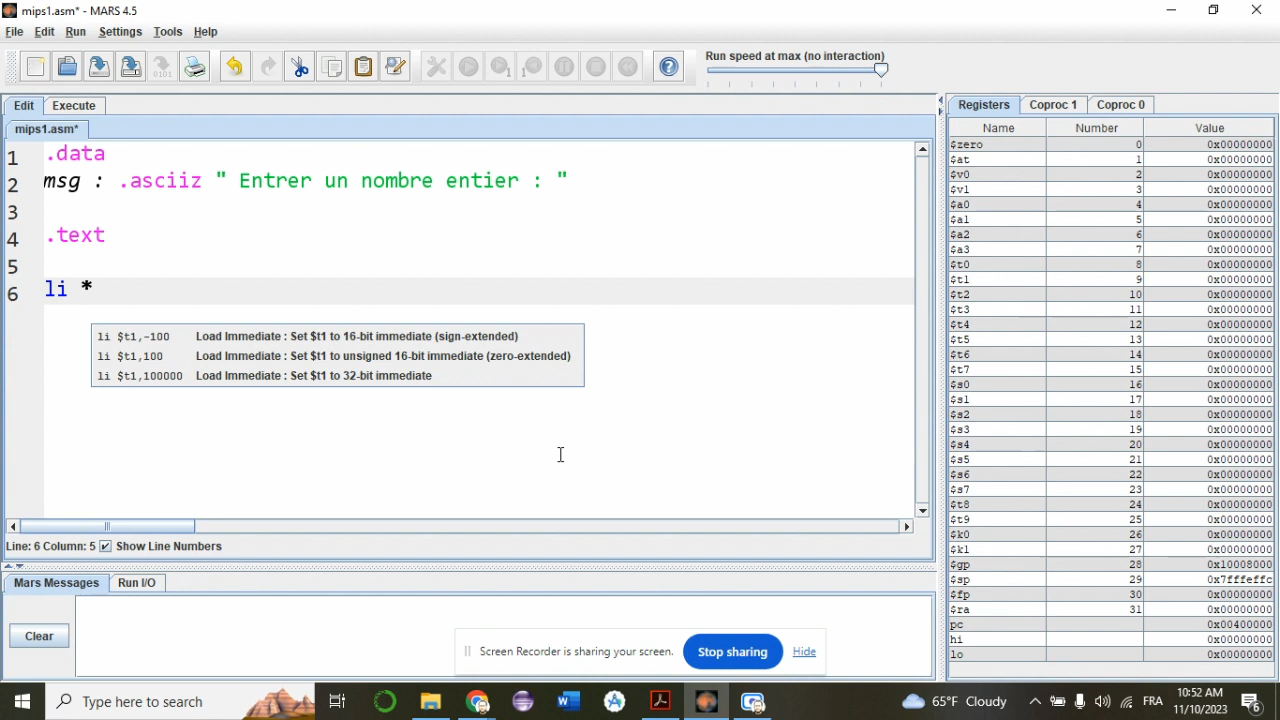 mips1.asm* - MARS 4.5
File Edit Run Settings Tools Help
Run speed at max (no interaction)
Edit Execute
mips1.asm*
1 .data
2 msg : .asciiz " Entrer un nombre entier : "
3
4 .text
5
6 li *
li $t1,-100 Load Immediate : Set $t1 to 16-bit immediate (sign-extended)
li $t1,100 Load Immediate : Set $t1 to unsigned 16-bit immediate (zero-extended)
li $t1,100000 Load Immediate : Set $t1 to 32-bit immediate
Line: 6 Column: 5 Show Line Numbers
Mars Messages Run I/O
Clear
Registers Coproc 1 Coproc 0
Name Number Value
$zero 0 0x00000000
$at 1 0x00000000
$v0 2 0x00000000
$v1 3 0x00000000
$a0 4 0x00000000
$a1 5 0x00000000
$a2 6 0x00000000
$a3 7 0x00000000
$t0 8 0x00000000
$t1 9 0x00000000
$t2 10 0x00000000
$t3 11 0x00000000
$t4 12 0x00000000
$t5 13 0x00000000
$t6 14 0x00000000
$t7 15 0x00000000
$s0 16 0x00000000
$s1 17 0x00000000
$s2 18 0x00000000
$s3 19 0x00000000
$s4 20 0x00000000
$s5 21 0x00000000
$s6 22 0x00000000
$s7 23 0x00000000
$t8 24 0x00000000
$t9 25 0x00000000
$k0 26 0x00000000
$k1 27 0x00000000
$gp 28 0x10008000
$sp 29 0x7fffeffc
$fp 30 0x00000000
$ra 31 0x00000000
pc 0x00400000
hi 0x00000000
lo 0x00000000
Screen Recorder is sharing your screen. Stop sharing Hide
Type here to search
65°F Cloudy
FRA
10:52 AM
11/10/2023
6